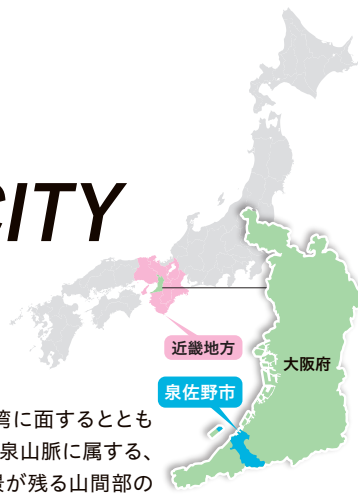 CITY
近畿地方
大阪府
泉佐野市
湾に面するととも
泉山脈に属する、
景が残る山間部の